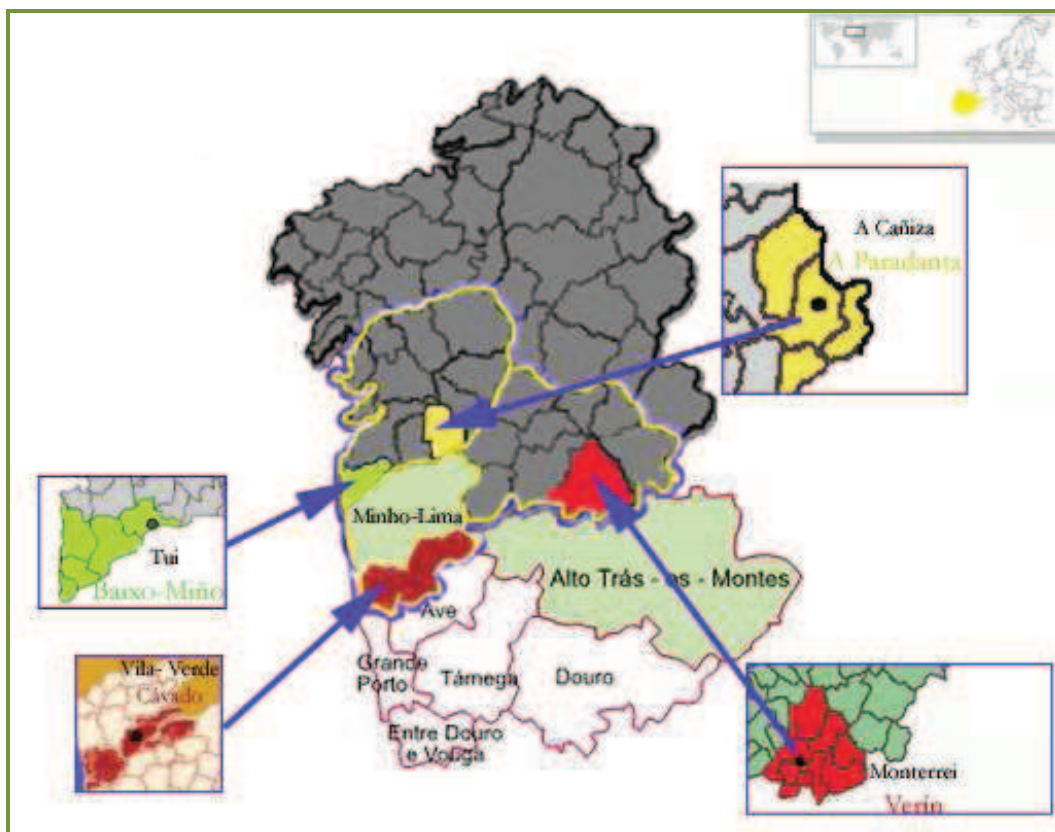 A Cañiza
A Paradanta
Minho-Lima
Tui
Baixo-Miño
Alto Trás - os - Montes
Ave
Vila- Verde
Cávado
Grande
Porto
Támega
Douro
Entre Douro
e Vouga
Monterrei
Verín